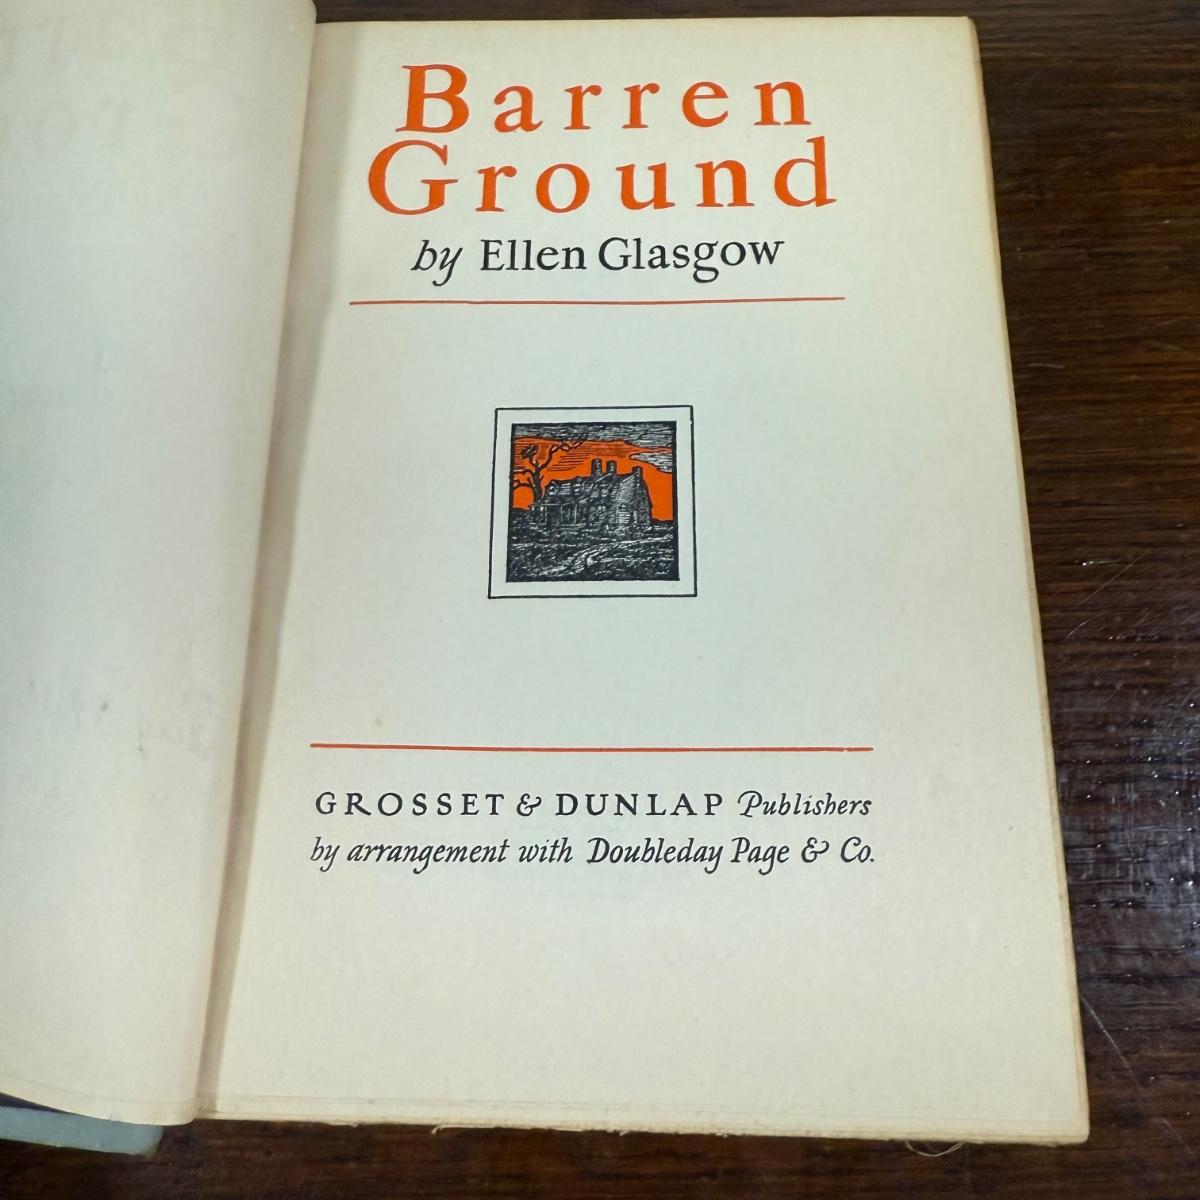 Barren
Ground
by Ellen Glasgow
GROSSET & DUNLAP Publishers
by arrangement with Doubleday Page & Co.